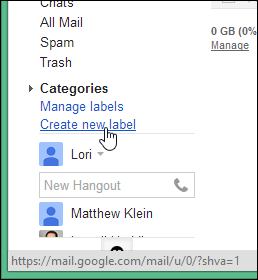 Chats
All Mail
Spam
Trash
Categories
Manage labels
Create new label
Lori
New Hangout
Matthew Klein
0 GB (0%
Manage
https://mail.google.com/mail/u/0/?shva=1